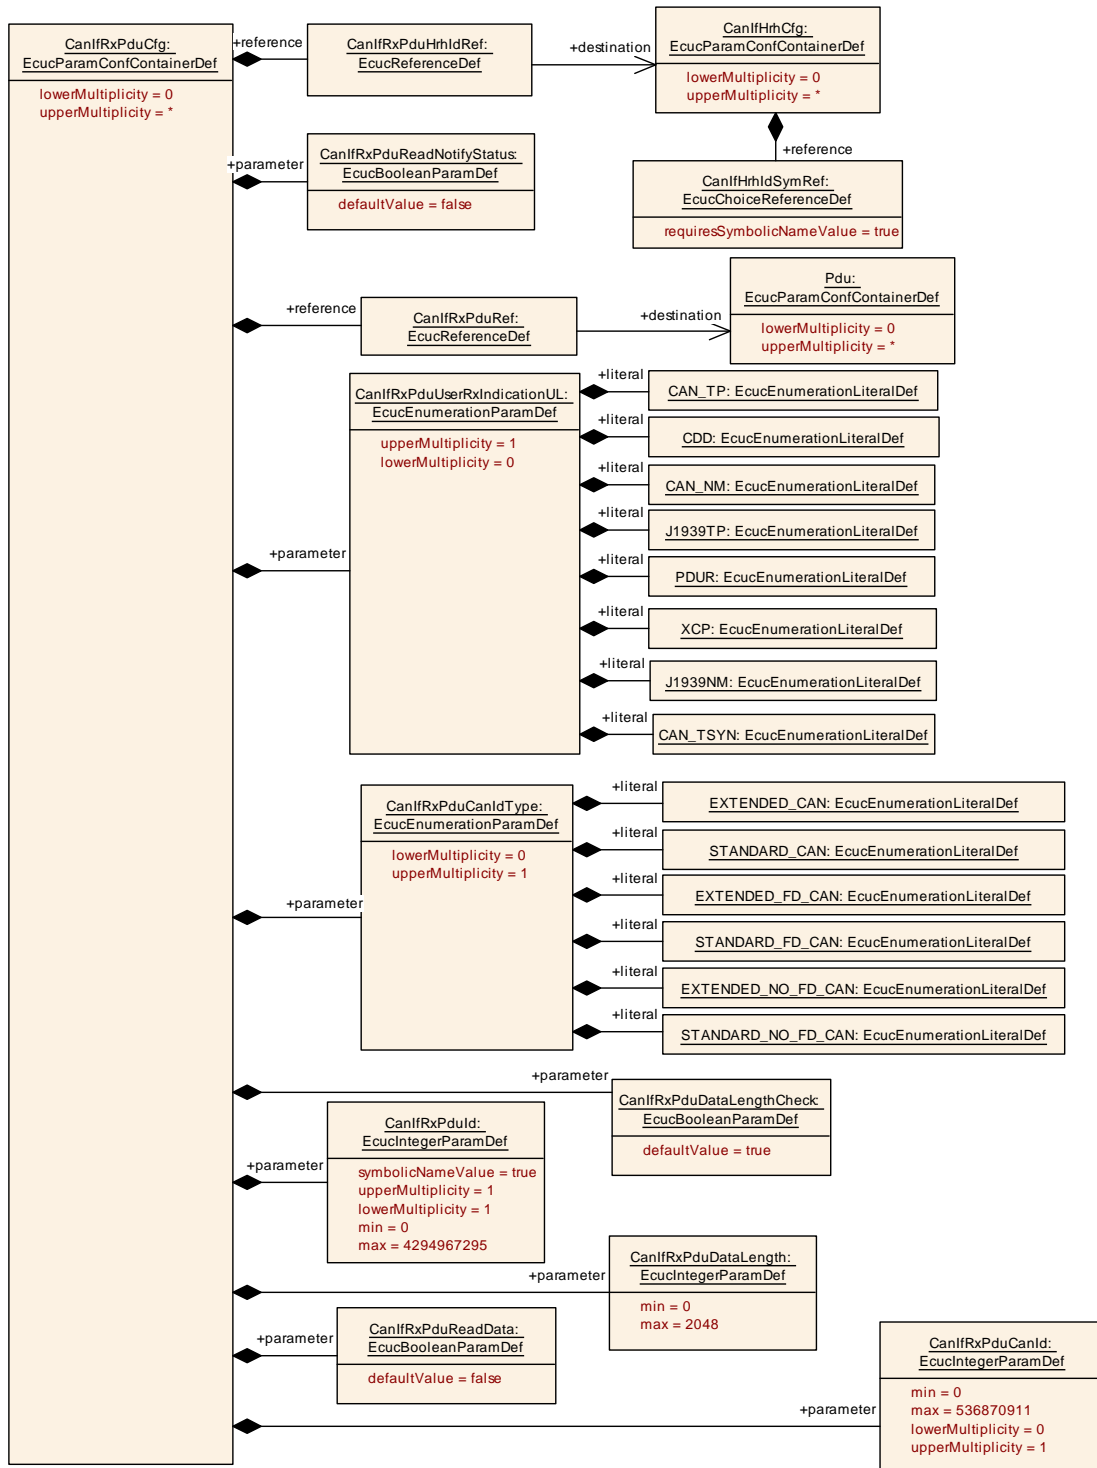 CanIfRxPduCfg:
EcucParamConfContainerDef
lowerMultiplicity = 0
upperMultiplicity = *
+reference
CanIfRxPduHrhIdRef:
EcucReferenceDef
+destination
CanIfHrhCfg:
EcucParamConfContainerDef
lowerMultiplicity = 0
upperMultiplicity = *
+reference
CanIfHrhIdSymRef:
EcucChoiceReferenceDef
requiresSymbolicNameValue = true
+parameter
CanIfRxPduReadNotifyStatus:
EcucBooleanParamDef
defaultValue = false
+reference
CanIfRxPduRef:
EcucReferenceDef
+destination
Pdu:
EcucParamConfContainerDef
lowerMultiplicity = 0
upperMultiplicity = *
+parameter
CanIfRxPduUserRxIndicationUL:
EcucEnumerationParamDef
upperMultiplicity = 1
lowerMultiplicity = 0
+literal
CAN_TP: EcucEnumerationLiteralDef
+literal
CDD: EcucEnumerationLiteralDef
+literal
CAN_NM: EcucEnumerationLiteralDef
+literal
J1939TP: EcucEnumerationLiteralDef
+literal
PDUR: EcucEnumerationLiteralDef
+literal
XCP: EcucEnumerationLiteralDef
+literal
J1939NM: EcucEnumerationLiteralDef
+literal
CAN_TSYN: EcucEnumerationLiteralDef
+parameter
CanIfRxPduCanIdType:
EcucEnumerationParamDef
lowerMultiplicity = 0
upperMultiplicity = 1
+literal
EXTENDED_CAN: EcucEnumerationLiteralDef
+literal
STANDARD_CAN: EcucEnumerationLiteralDef
+literal
EXTENDED_FD_CAN: EcucEnumerationLiteralDef
+literal
STANDARD_FD_CAN: EcucEnumerationLiteralDef
+literal
EXTENDED_NO_FD_CAN: EcucEnumerationLiteralDef
+literal
STANDARD_NO_FD_CAN: EcucEnumerationLiteralDef
+parameter
CanIfRxPduDataLengthCheck:
EcucBooleanParamDef
defaultValue = true
+parameter
CanIfRxPduId:
EcucIntegerParamDef
symbolicNameValue = true
upperMultiplicity = 1
lowerMultiplicity = 1
min = 0
max = 4294967295
+parameter
CanIfRxPduDataLength:
EcucIntegerParamDef
min = 0
max = 2048
+parameter
CanIfRxPduReadData:
EcucBooleanParamDef
defaultValue = false
+parameter
CanIfRxPduCanId:
EcucIntegerParamDef
min = 0
max = 536870911
lowerMultiplicity = 0
upperMultiplicity = 1